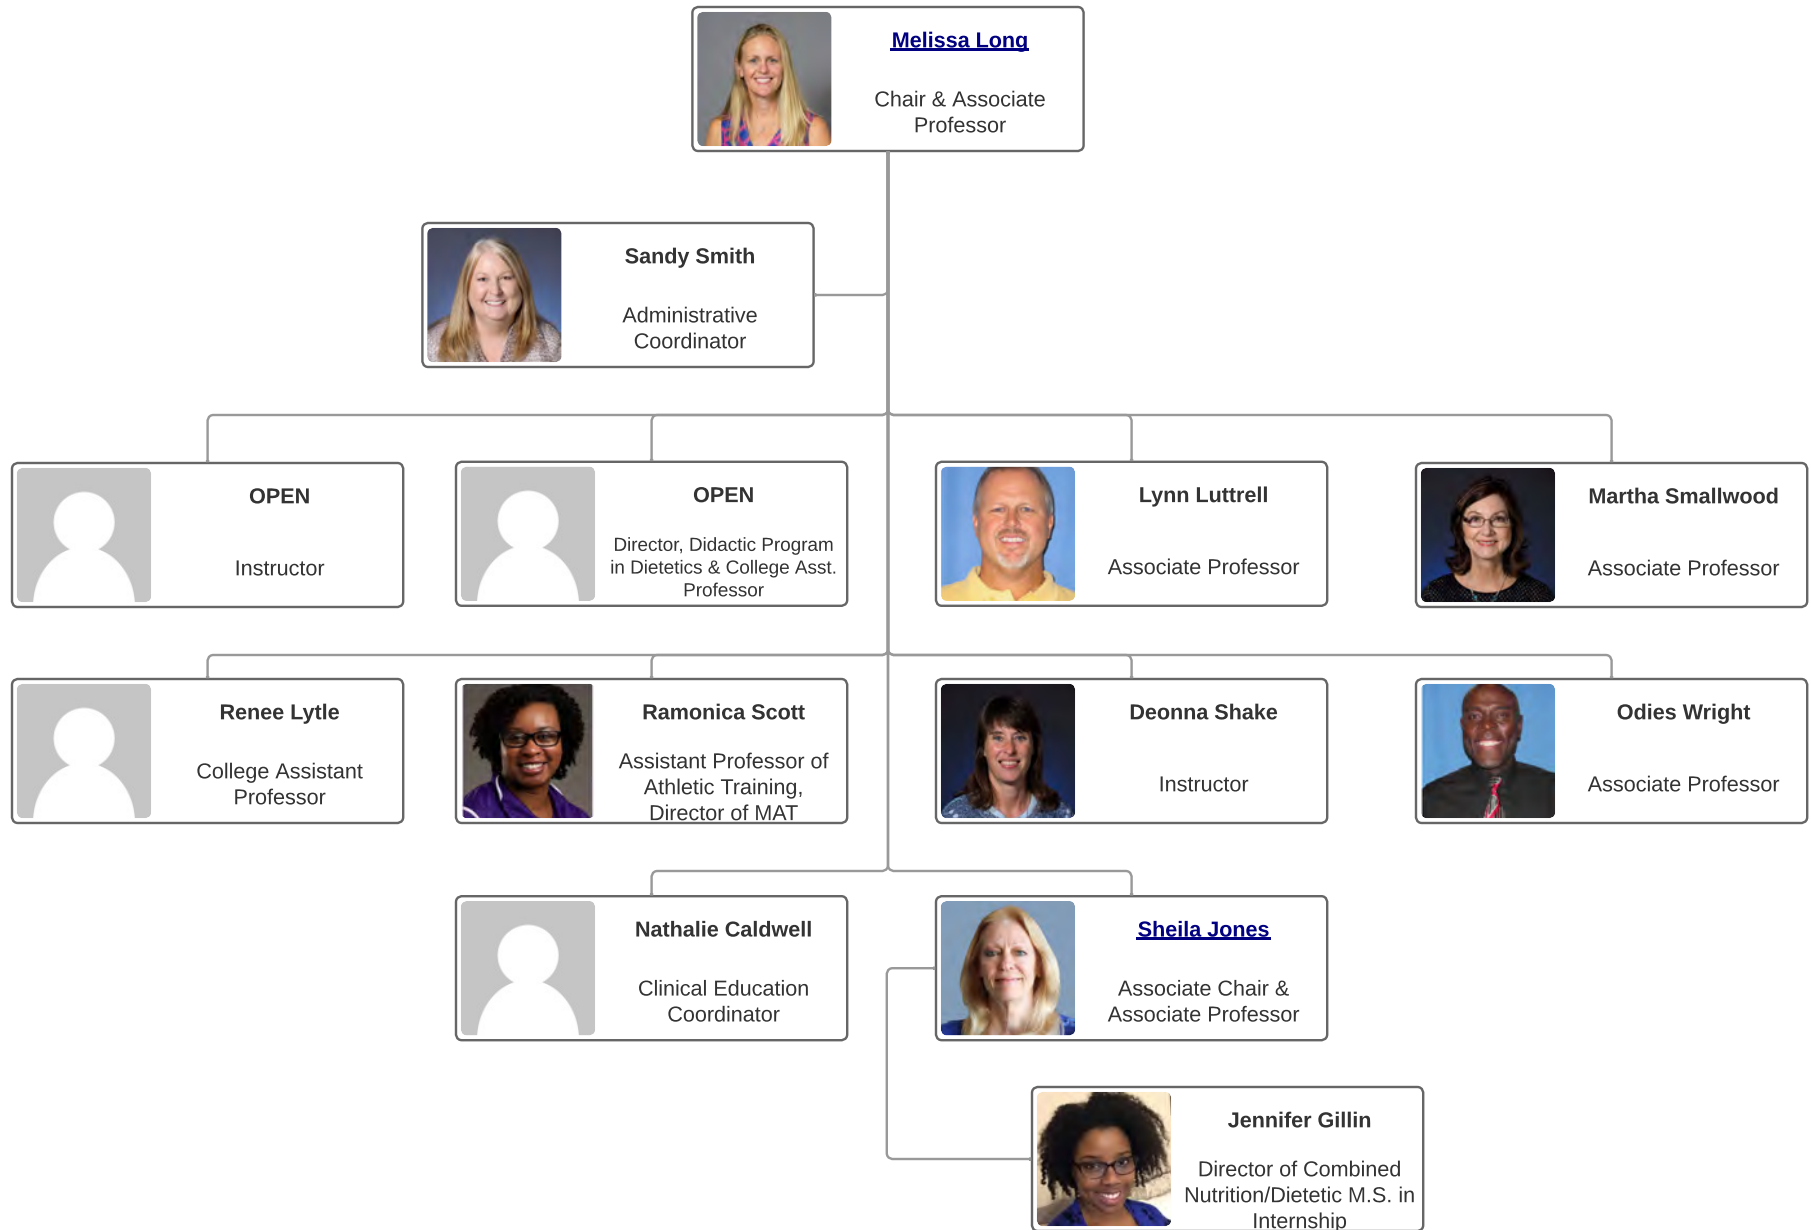 Melissa Long
Chair & Associate
Professor
Sandy Smith
Administrative
Coordinator
OPEN
Instructor
OPEN
Director, Didactic Program
in Dietetics & College Asst.
Professor
Lynn Luttrell
Associate Professor
Martha Smallwood
Associate Professor
Renee Lytle
College Assistant
Professor
Ramonica Scott
Assistant Professor of
Athletic Training,
Director of MAT
Deonna Shake
Instructor
Odies Wright
Associate Professor
Nathalie Caldwell
Clinical Education
Coordinator
Sheila Jones
Associate Chair &
Associate Professor
Jennifer Gillin
Director of Combined
Nutrition/Dietetic M.S. in
Internship